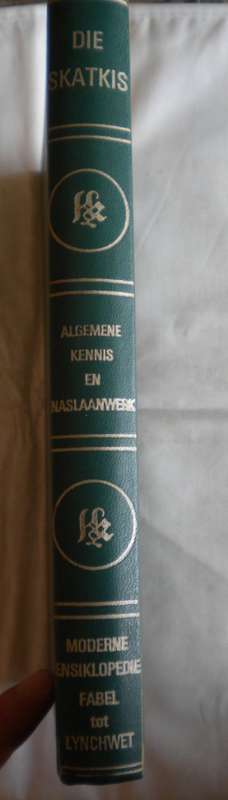 DIE
SKATKIS
ALGEMENE
KENNIS
EN
NASLAANWERK
MODERNE
ENSIKLOPEDIE
FABEL
tot
LYNCHWET